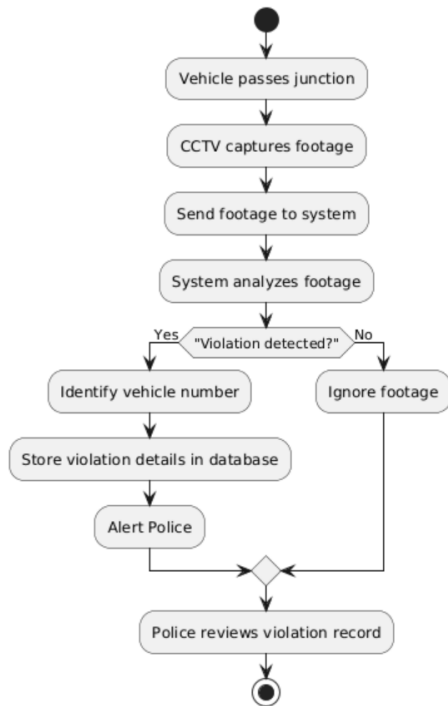 Vehicle passes junction
CCTV captures footage
Send footage to system
System analyzes footage
Yes
"Violation detected?"
No
Identify vehicle number
Ignore footage
Store violation details in database
Alert Police
Police reviews violation record